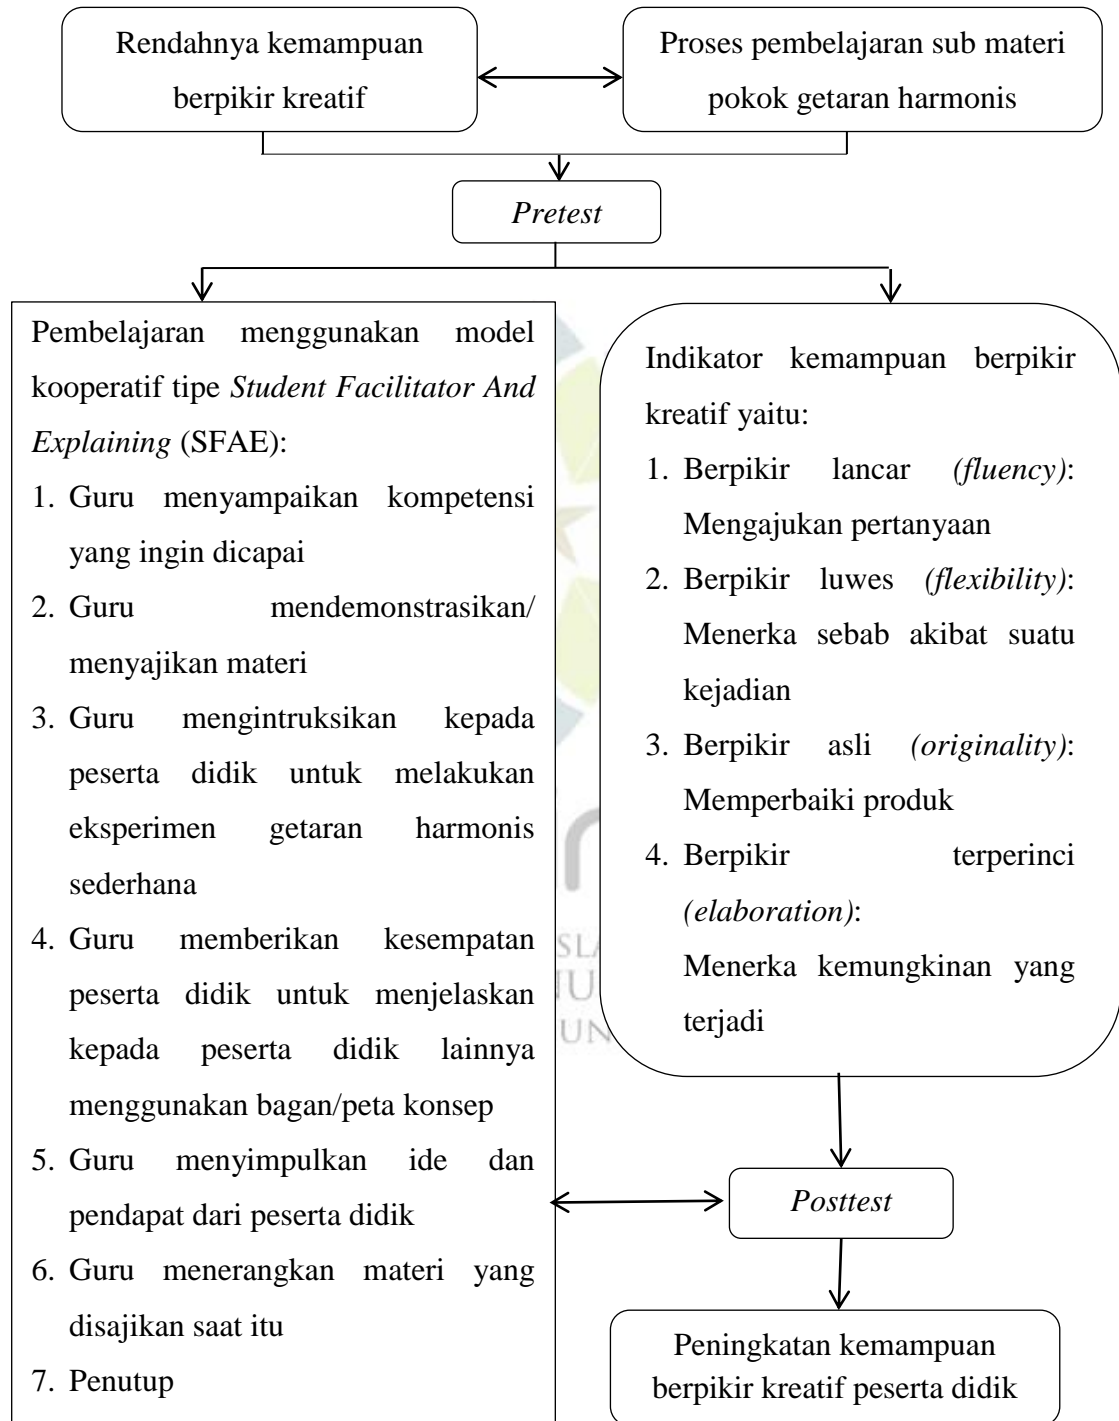 Rendahnya kemampuan
berpikir kreatif
Proses pembelajaran sub materi
pokok getaran harmonis
Pretest
Pembelajaran menggunakan model
kooperatif tipe Student Facilitator And
Explaining (SFAE):
1. Guru menyampaikan kompetensi
yang ingin dicapai
2. Guru mendemonstrasikan/
menyajikan materi
3. Guru mengintruksikan kepada
peserta didik untuk melakukan
eksperimen getaran harmonis
sederhana
4. Guru memberikan kesempatan
peserta didik untuk menjelaskan
kepada peserta didik lainnya
menggunakan bagan/peta konsep
5. Guru menyimpulkan ide dan
pendapat dari peserta didik
6. Guru menerangkan materi yang
disajikan saat itu
7. Penutup
Indikator kemampuan berpikir
kreatif yaitu:
1. Berpikir lancar (fluency):
Mengajukan pertanyaan
2. Berpikir luwes (flexibility):
Menerka sebab akibat suatu
kejadian
3. Berpikir asli (originality):
Memperbaiki produk
4. Berpikir terperinci
(elaboration):
Menerka kemungkinan yang
terjadi
Posttest
Peningkatan kemampuan
berpikir kreatif peserta didik